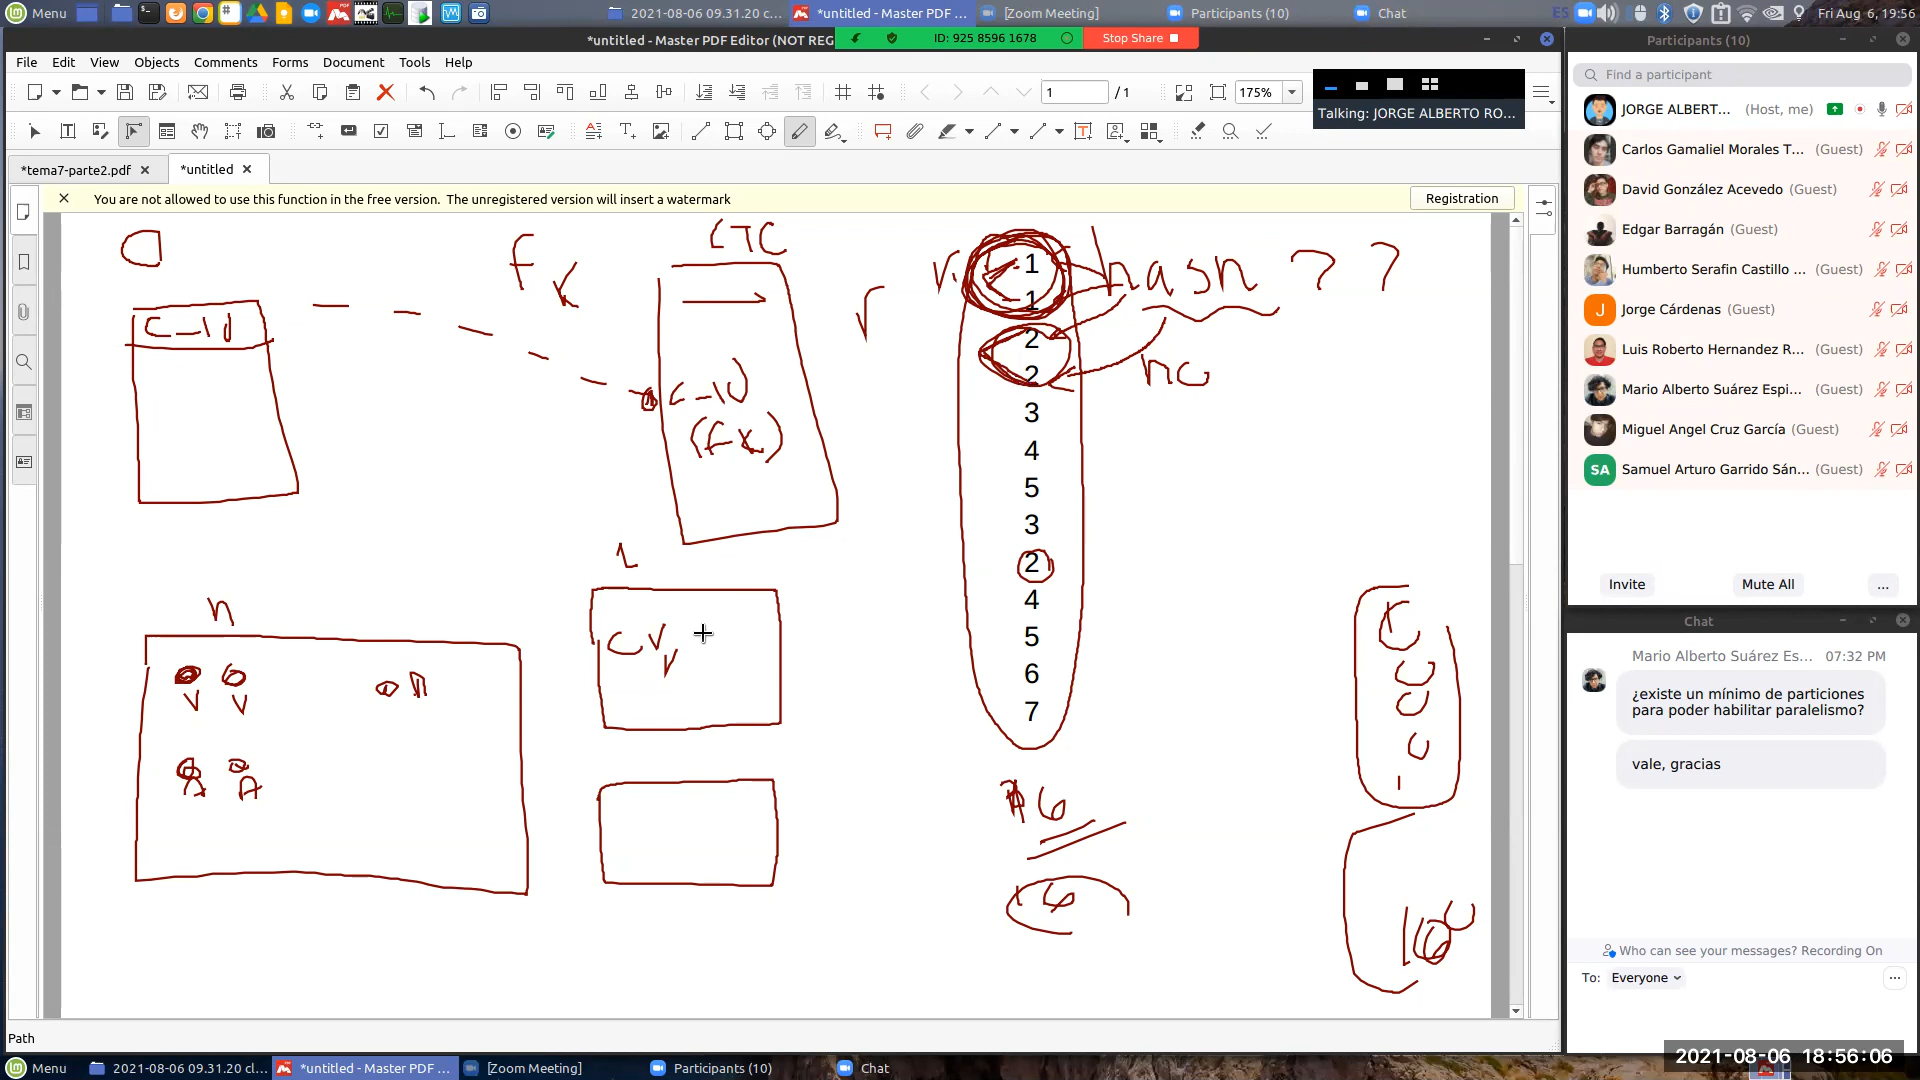 Menu
2021-08-06 09.31.20 c...
*untitled - Master PDF ...
[Zoom Meeting]
Participants (10)
Chat
ES
Fri Aug 6, 19:56
*untitled - Master PDF Editor (NOT REG
ID: 925 8596 1678
Stop Share
File Edit View Objects Comments Forms Document Tools Help
1 / 1
175%
Talking: JORGE ALBERTO RO...
*tema7-parte2.pdf
*untitled
You are not allowed to use this function in the free version. The unregistered version will insert a watermark
Registration
hash ??
C_ID
C_ID
(FK)
FK
no
1
1
2
2
3
4
5
3
2
4
5
6
7
n
Path
Participants (10)
Find a participant
JORGE ALBERT... (Host, me)
Carlos Gamaliel Morales T... (Guest)
David González Acevedo (Guest)
Edgar Barragán (Guest)
Humberto Serafin Castillo ... (Guest)
J
Jorge Cárdenas (Guest)
Luis Roberto Hernandez R... (Guest)
Mario Alberto Suárez Espi... (Guest)
Miguel Angel Cruz García (Guest)
SA
Samuel Arturo Garrido Sán... (Guest)
Invite
Mute All
...
Chat
Mario Alberto Suárez Es... 07:32 PM
¿existe un mínimo de particiones
para poder habilitar paralelismo?
vale, gracias
Who can see your messages? Recording On
To: Everyone
2021-08-06 18:56:06
Menu
2021-08-06 09.31.20 cl...
*untitled - Master PDF ...
[Zoom Meeting]
Participants (10)
Chat